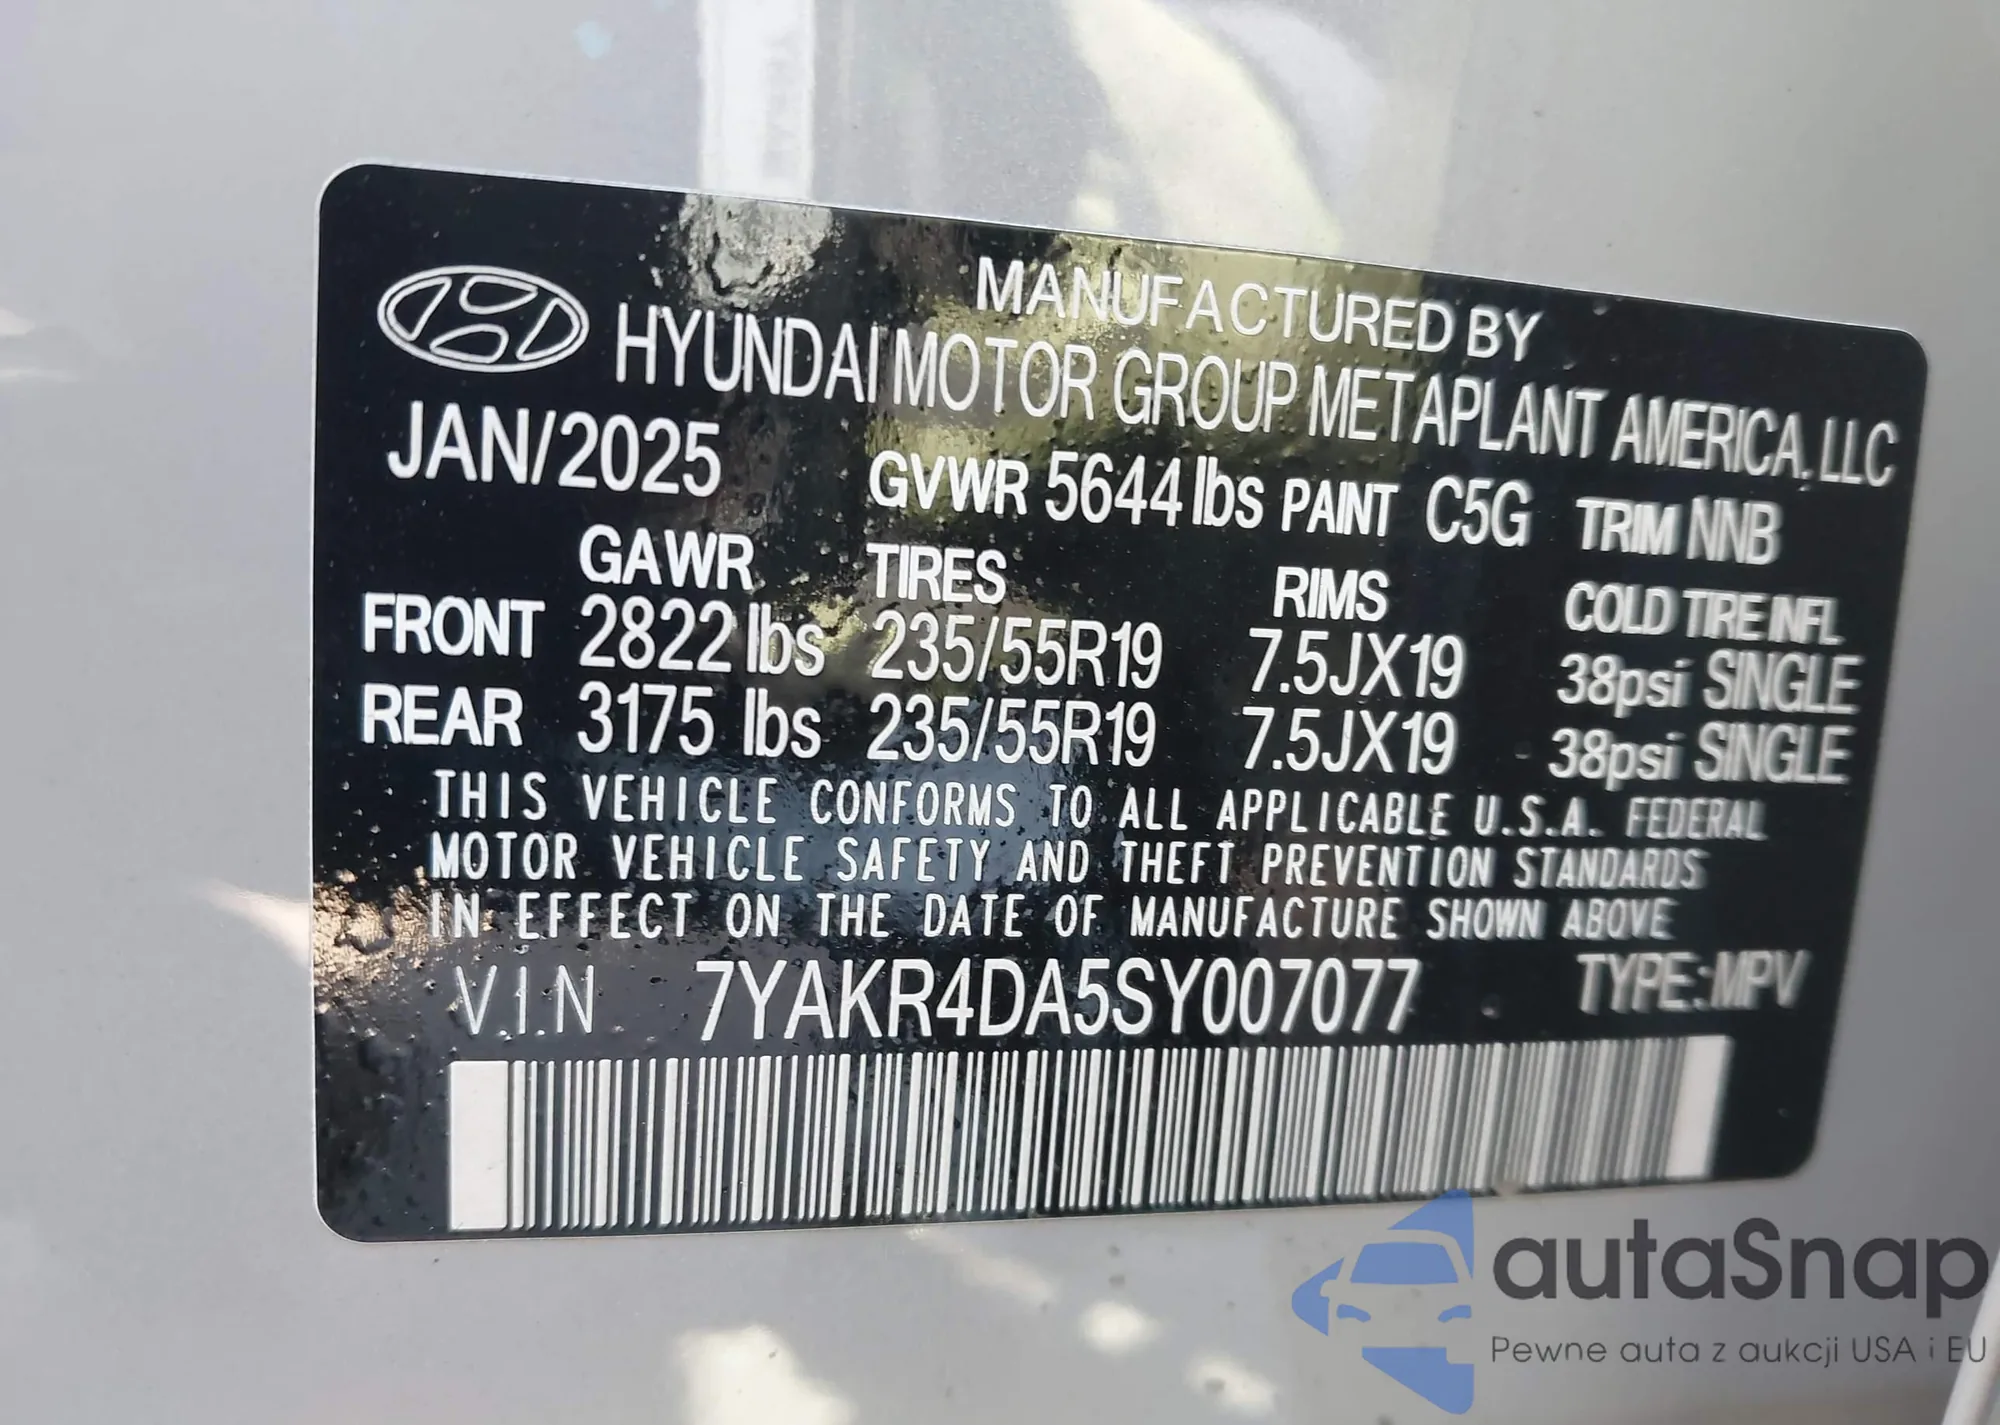 MANUFACTURED BY
HYUNDAI MOTOR GROUP METAPLANT AMERICA, LLC
JAN/2025 GVWR 5644 lbs PAINT C5G TRIM NNB
GAWR TIRES RIMS COLD TIRE INFL
FRONT 2822 lbs 235/55R19 7.5JX19 38psi SINGLE
REAR 3175 lbs 235/55R19 7.5JX19 38psi SINGLE
THIS VEHICLE CONFORMS TO ALL APPLICABLE U.S.A. FEDERAL
MOTOR VEHICLE SAFETY AND THEFT PREVENTION STANDARDS
IN EFFECT ON THE DATE OF MANUFACTURE SHOWN ABOVE
V.I.N 7YAKR4DA5SY007077 TYPE:MPV
autaSnap
Pewne auta z aukcji USA i EU